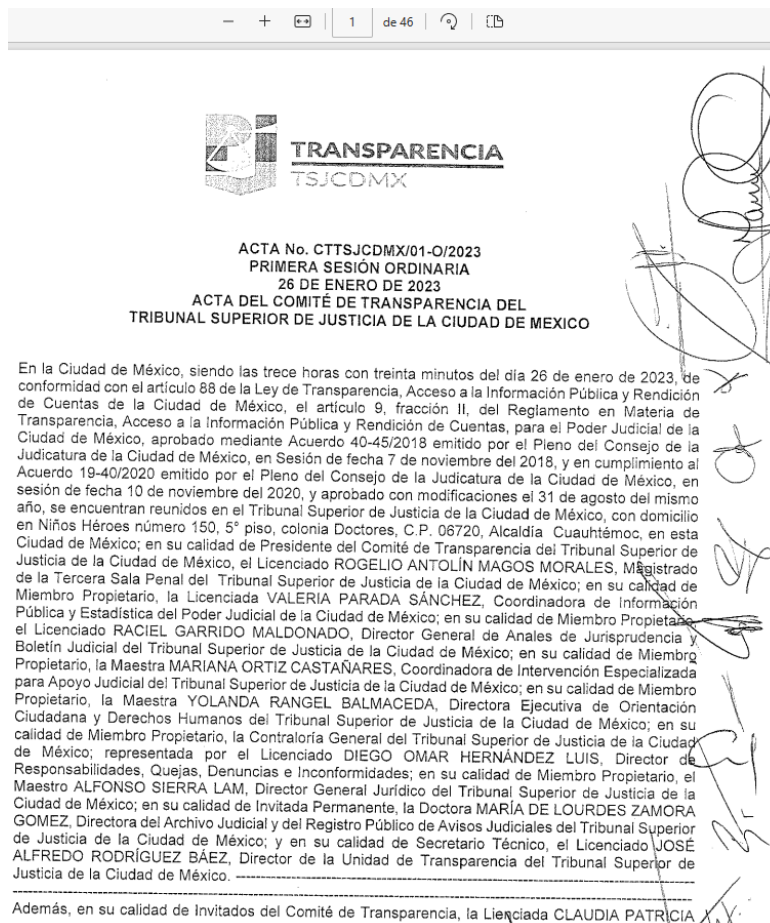 1 de 46
TRANSPARENCIA
TSJCDMX
ACTA No. CTTSJCDMX/01-O/2023
PRIMERA SESIÓN ORDINARIA
26 DE ENERO DE 2023
ACTA DEL COMITÉ DE TRANSPARENCIA DEL
TRIBUNAL SUPERIOR DE JUSTICIA DE LA CIUDAD DE MEXICO
En la Ciudad de México, siendo las trece horas con treinta minutos del día 26 de enero de 2023, de
conformidad con el artículo 88 de la Ley de Transparencia, Acceso a la Información Pública y Rendición
de Cuentas de la Ciudad de México, el artículo 9, fracción II, del Reglamento en Materia de
Transparencia, Acceso a la Información Pública y Rendición de Cuentas, para el Poder Judicial de la
Ciudad de México, aprobado mediante Acuerdo 40-45/2018 emitido por el Pleno del Consejo de la
Judicatura de la Ciudad de México, en Sesión de fecha 7 de noviembre del 2018, y en cumplimiento al
Acuerdo 19-40/2020 emitido por el Pleno del Consejo de la Judicatura de la Ciudad de México, en
sesión de fecha 10 de noviembre del 2020, y aprobado con modificaciones el 31 de agosto del mismo
año, se encuentran reunidos en el Tribunal Superior de Justicia de la Ciudad de México, con domicilio
en Niños Héroes número 150, 5° piso, colonia Doctores, C.P. 06720, Alcaldía Cuauhtémoc, en esta
Ciudad de México; en su calidad de Presidente del Comité de Transparencia del Tribunal Superior de
Justicia de la Ciudad de México, el Licenciado ROGELIO ANTOLÍN MAGOS MORALES, Magistrado
de la Tercera Sala Penal del Tribunal Superior de Justicia de la Ciudad de México; en su calidad de
Miembro Propietario, la Licenciada VALERIA PARADA SÁNCHEZ, Coordinadora de Información
Pública y Estadística del Poder Judicial de la Ciudad de México; en su calidad de Miembro Propietario,
el Licenciado RACIEL GARRIDO MALDONADO, Director General de Anales de Jurisprudencia y
Boletín Judicial del Tribunal Superior de Justicia de la Ciudad de México; en su calidad de Miembro
Propietario, la Maestra MARIANA ORTIZ CASTAÑARES, Coordinadora de Intervención Especializada
para Apoyo Judicial del Tribunal Superior de Justicia de la Ciudad de México; en su calidad de Miembro
Propietario, la Maestra YOLANDA RANGEL BALMACEDA, Directora Ejecutiva de Orientación
Ciudadana y Derechos Humanos del Tribunal Superior de Justicia de la Ciudad de México; en su
calidad de Miembro Propietario, la Contraloría General del Tribunal Superior de Justicia de la Ciudad
de México; representada por el Licenciado DIEGO OMAR HERNÁNDEZ LUIS, Director de
Responsabilidades, Quejas, Denuncias e Inconformidades; en su calidad de Miembro Propietario, el
Maestro ALFONSO SIERRA LAM, Director General Jurídico del Tribunal Superior de Justicia de la
Ciudad de México; en su calidad de Invitada Permanente, la Doctora MARÍA DE LOURDES ZAMORA
GOMEZ, Directora del Archivo Judicial y del Registro Público de Avisos Judiciales del Tribunal Superior
de Justicia de la Ciudad de México; y en su calidad de Secretario Técnico, el Licenciado JOSÉ
ALFREDO RODRÍGUEZ BÁEZ, Director de la Unidad de Transparencia del Tribunal Superior de
Justicia de la Ciudad de México.
Además, en su calidad de Invitados del Comité de Transparencia, la Licenciada CLAUDIA PATRICIA